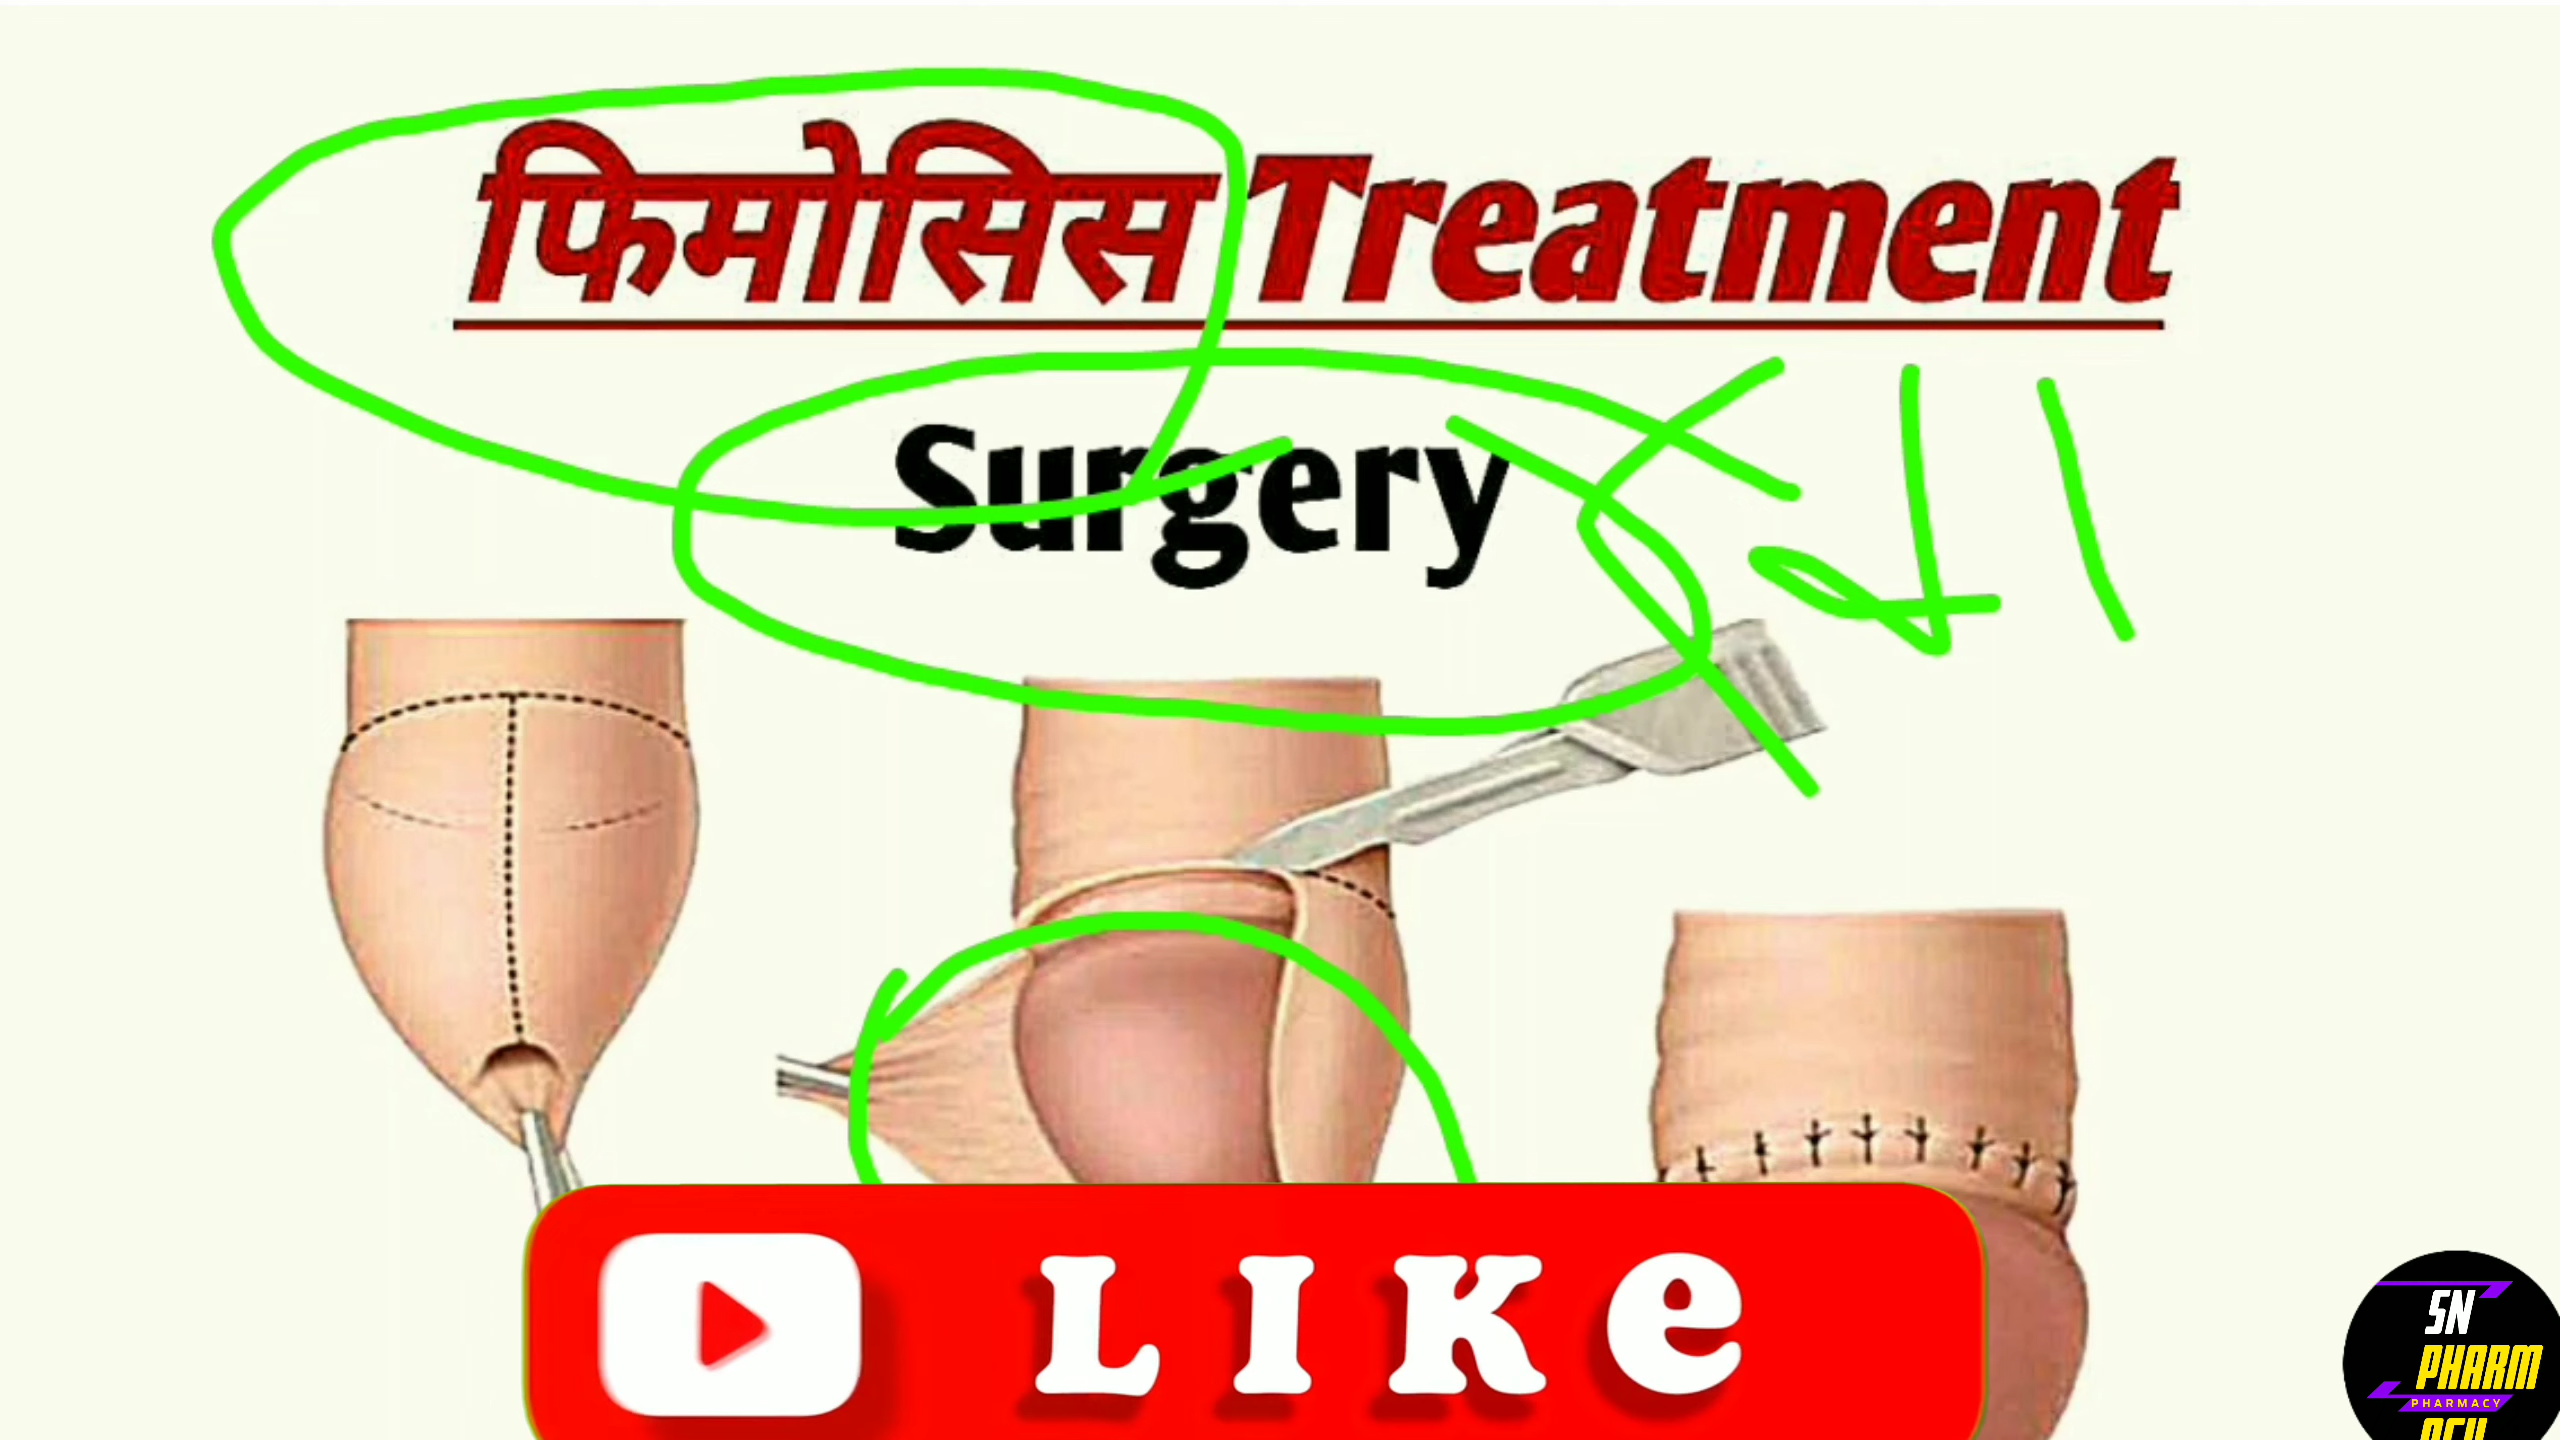 फिमोसिस Treatment
Surgery
LIKe
SN
PHARM
PHARMACY